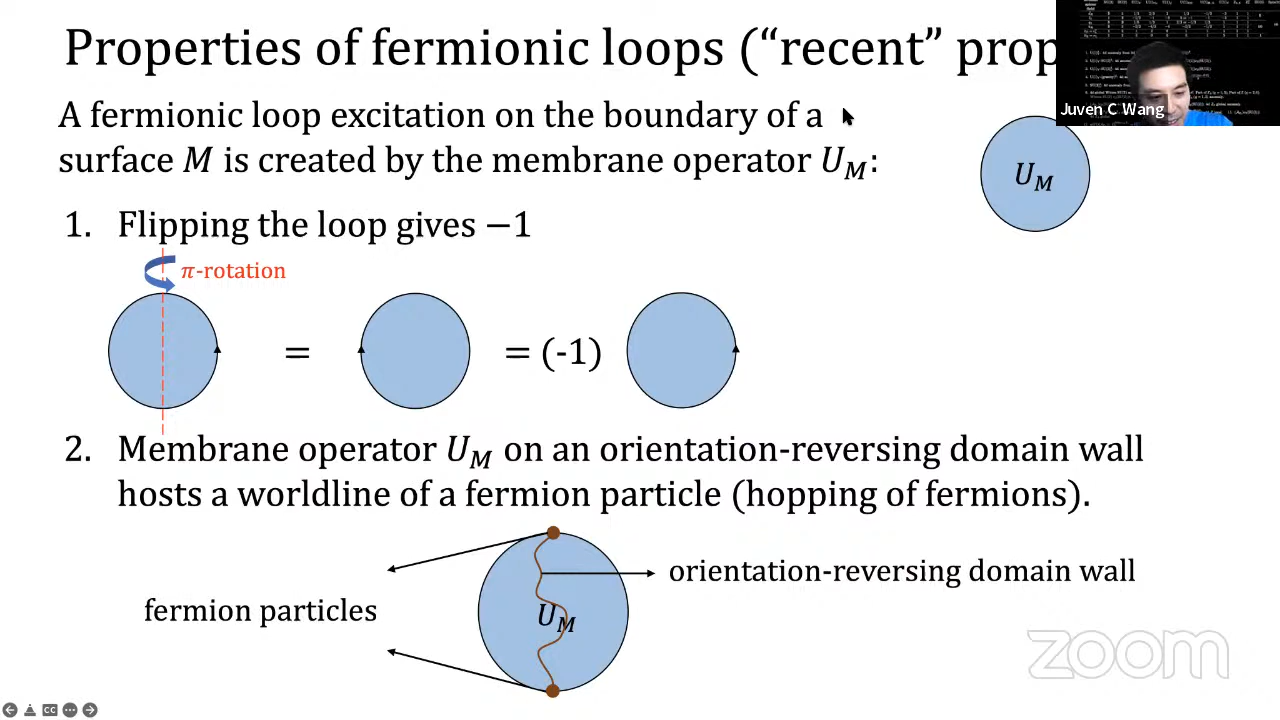 Properties of fermionic loops (“recent” prop
Juven C Wang
A fermionic loop excitation on the boundary of a
surface M is created by the membrane operator U_M:
U_M
1. Flipping the loop gives −1
π-rotation
= = (-1)
2. Membrane operator U_M on an orientation-reversing domain wall
hosts a worldline of a fermion particle (hopping of fermions).
orientation-reversing domain wall
fermion particles
U_M
zoom
CC